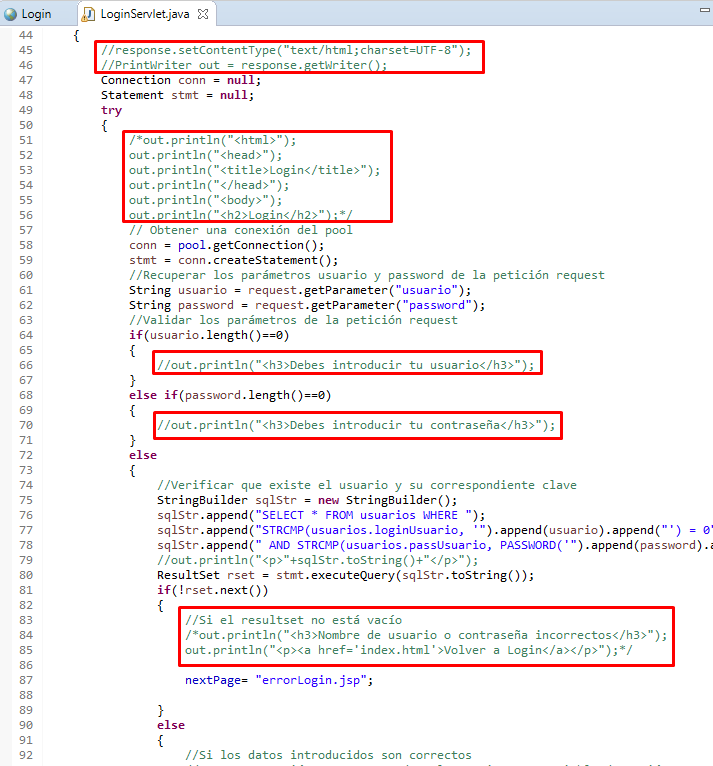 Login
LoginServlet.java
44 {
45 //response.setContentType("text/html;charset=UTF-8");
46 //PrintWriter out = response.getWriter();
47 Connection conn = null;
48 Statement stmt = null;
49 try
50 {
51 /*out.println("<html>");
52 out.println("<head>");
53 out.println("<title>Login</title>");
54 out.println("</head>");
55 out.println("<body>");
56 out.println("<h2>Login</h2>");*/
57 // Obtener una conexión del pool
58 conn = pool.getConnection();
59 stmt = conn.createStatement();
60 //Recuperar los parámetros usuario y password de la petición request
61 String usuario = request.getParameter("usuario");
62 String password = request.getParameter("password");
63 //Validar los parámetros de la petición request
64 if(usuario.length()==0)
65 {
66 //out.println("<h3>Debes introducir tu usuario</h3>");
67 }
68 else if(password.length()==0)
69 {
70 //out.println("<h3>Debes introducir tu contraseña</h3>");
71 }
72 else
73 {
74 //Verificar que existe el usuario y su correspondiente clave
75 StringBuilder sqlStr = new StringBuilder();
76 sqlStr.append("SELECT * FROM usuarios WHERE ");
77 sqlStr.append("STRCMP(usuarios.loginUsuario, '").append(usuario).append("') = 0"
78 sqlStr.append(" AND STRCMP(usuarios.passUsuario, PASSWORD('").append(password).a
79 //out.println("<p>"+sqlStr.toString()+"</p>");
80 ResultSet rset = stmt.executeQuery(sqlStr.toString());
81 if(!rset.next())
82 {
83 //Si el resultset no está vacío
84 /*out.println("<h3>Nombre de usuario o contraseña incorrectos</h3>");
85 out.println("<p><a href='index.html'>Volver a Login</a></p>");*/
86
87 nextPage= "errorLogin.jsp";
88
89 }
90 else
91 {
92 //Si los datos introducidos son correctos